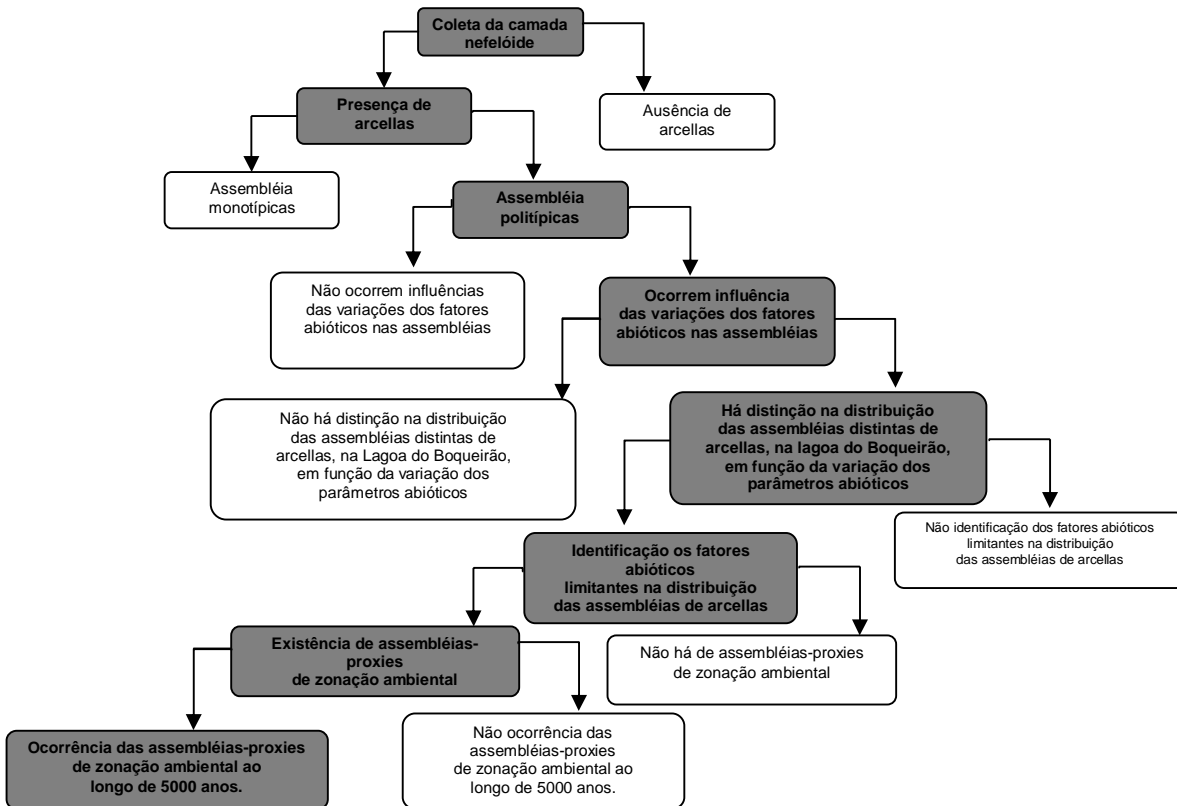 Coleta da camada
nefelóide
Presença de
arcellas
Ausência de
arcellas
Assembléia
monotípicas
Assembléia
politípicas
Não ocorrem influências
das variações dos fatores
abióticos nas assembléias
Ocorrem influência
das variações dos fatores
abióticos nas assembléias
Não há distinção na distribuição
das assembléias distintas de
arcellas, na Lagoa do Boqueirão,
em função da variação dos
parâmetros abióticos
Há distinção na distribuição
das assembléias distintas de
arcellas, na lagoa do Boqueirão,
em função da variação dos
parâmetros abióticos
Não identificação dos fatores abióticos
limitantes na distribuição
das assembléias de arcellas
Identificação os fatores
abióticos
limitantes na distribuição
das assembléias de arcellas
Existência de assembléias-
proxies
de zonação ambiental
Não há de assembléias-proxies
de zonação ambiental
Ocorrência das assembléias-proxies
de zonação ambiental ao
longo de 5000 anos.
Não ocorrência das
assembléias-proxies
de zonação ambiental ao
longo de 5000 anos.